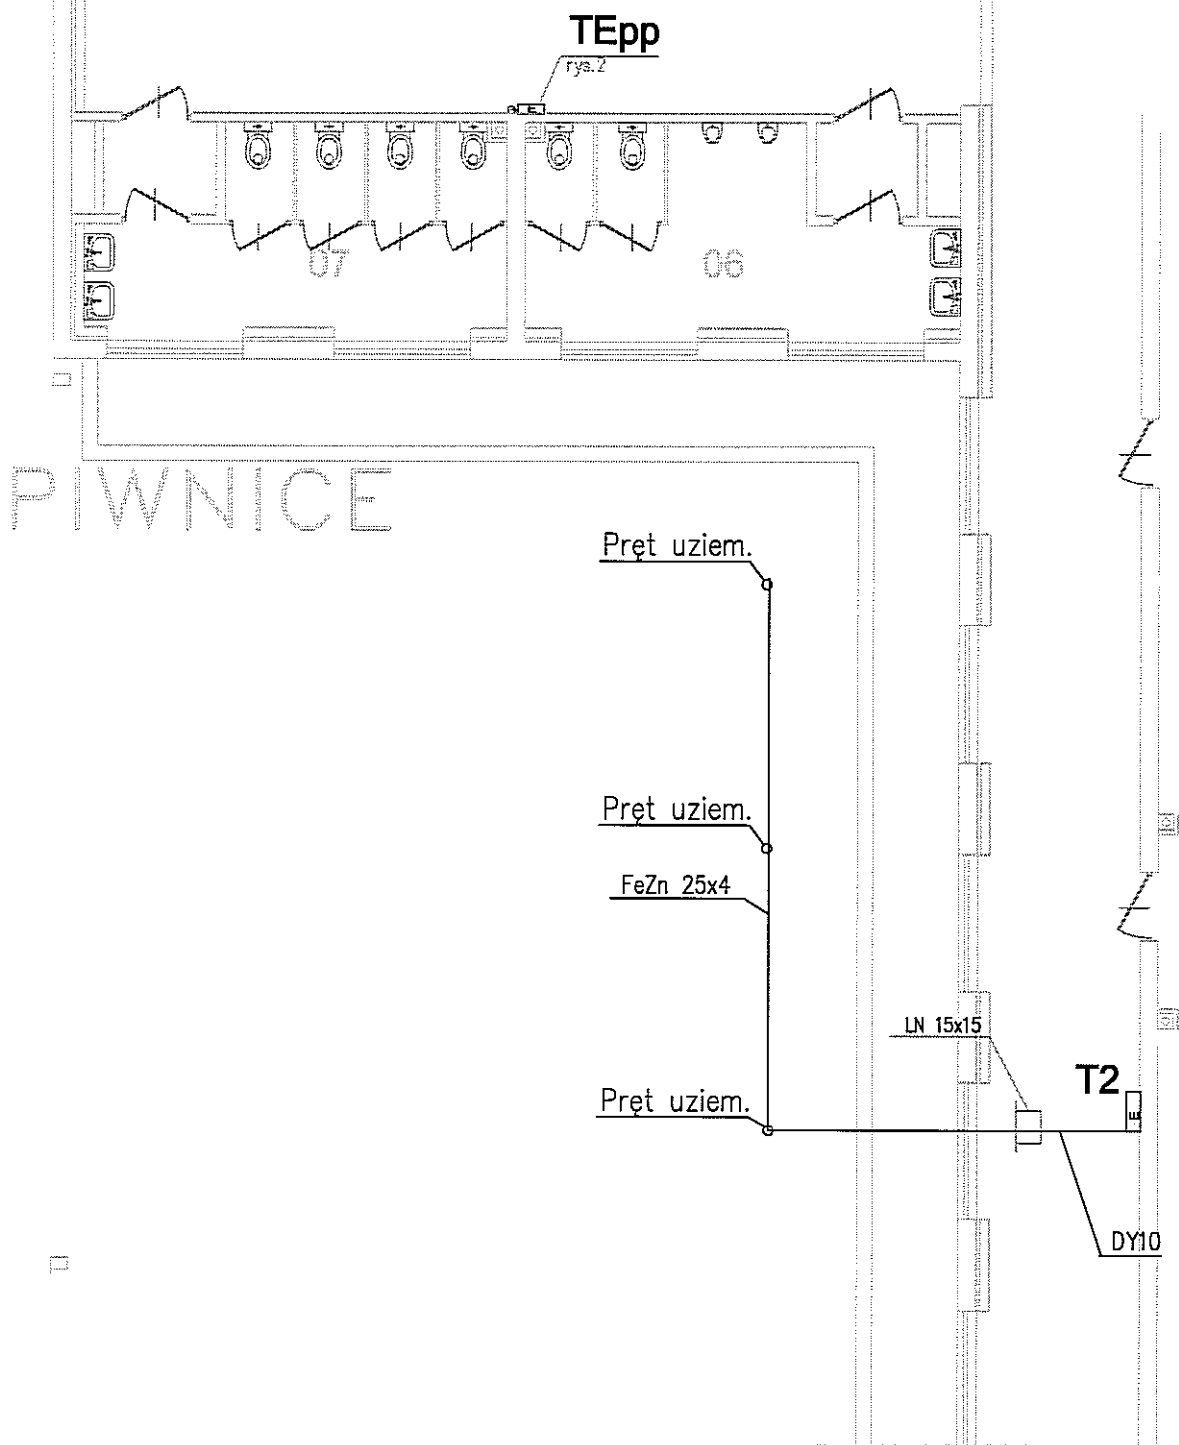 TEpp
rys.2
E
07
06
PIWNICE
Pręt uziem.
Pręt uziem.
FeZn 25x4
LN 15x15
T2
E
Pręt uziem.
DY10